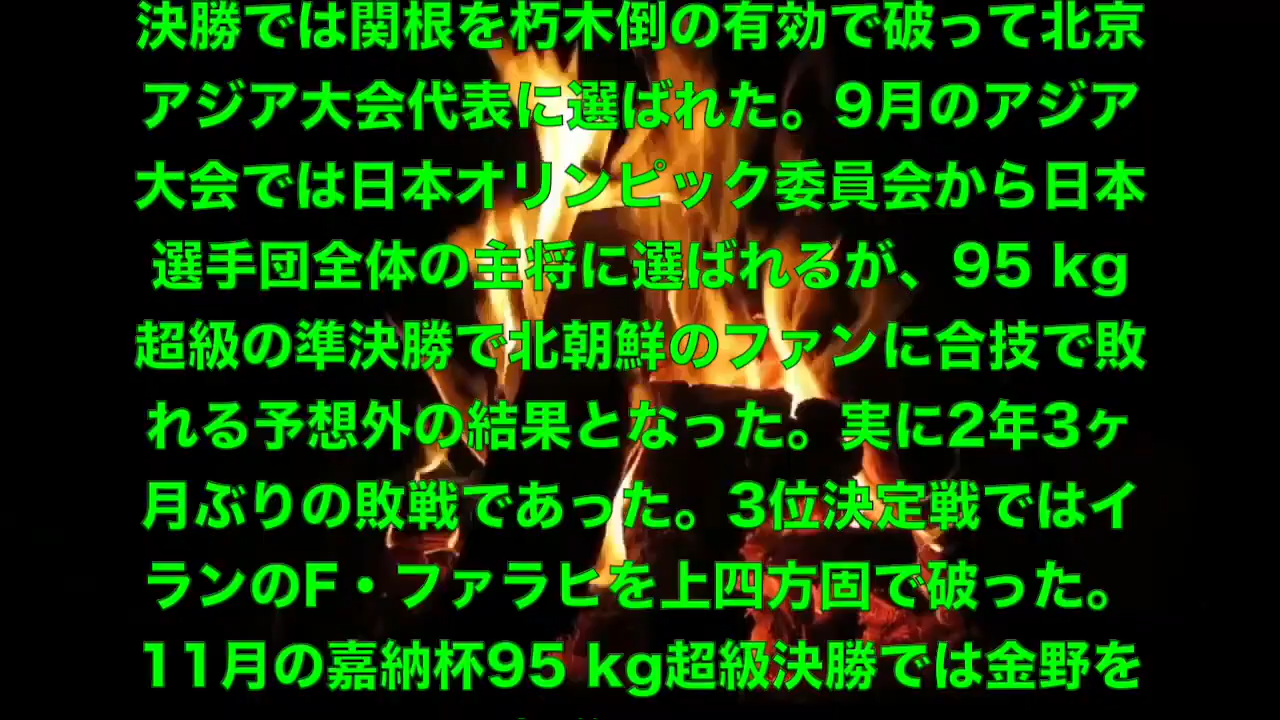 決勝では関根を朽木倒の有効で破って北京
アジア大会代表に選ばれた。9月のアジア
大会では日本オリンピック委員会から日本
選手団全体の主将に選ばれるが、95 kg
超級の準決勝で北朝鮮のファンに合技で敗
れる予想外の結果となった。実に2年3ヶ
月ぶりの敗戦であった。3位決定戦ではイ
ランのF・ファラヒを上四方固で破った。
11月の嘉納杯95 kg超級決勝では金野を